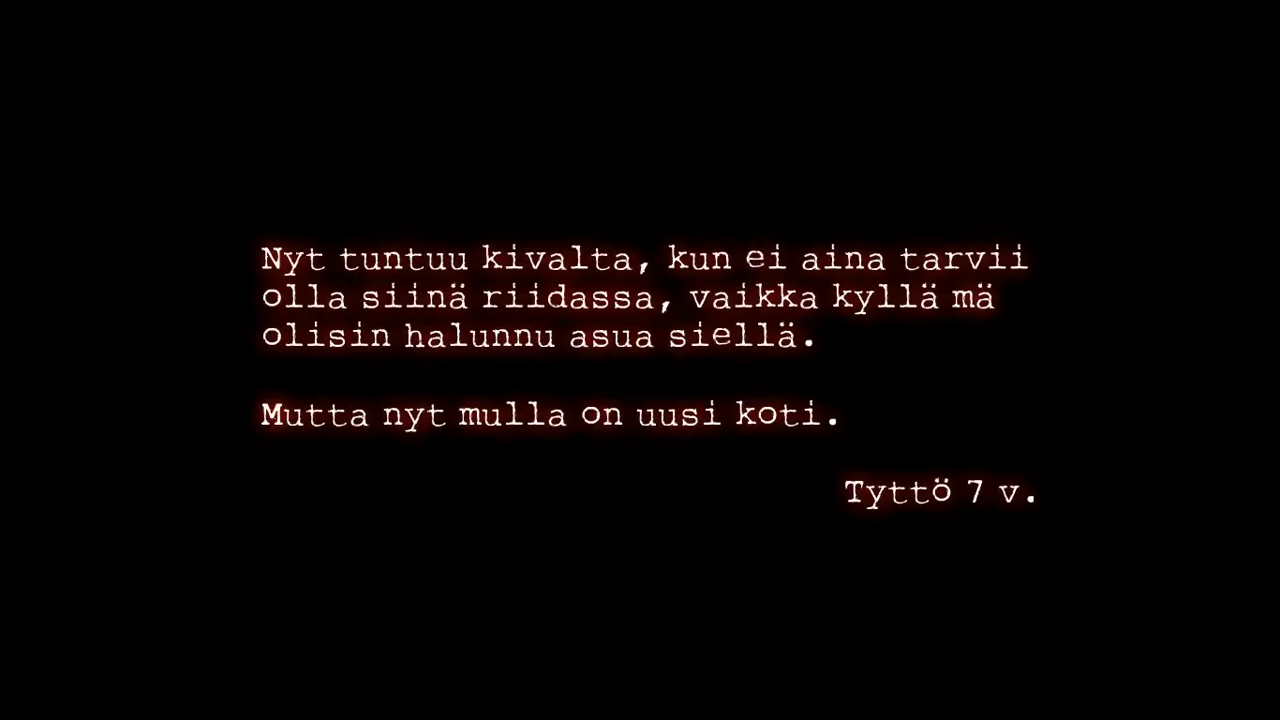 Nyt tuntuu kivalta, kun ei aina tarvii
olla siinä riidassa, vaikka kyllä mä
olisin halunnu asua siellä.
Mutta nyt mulla on uusi koti.
Tyttö 7 v.